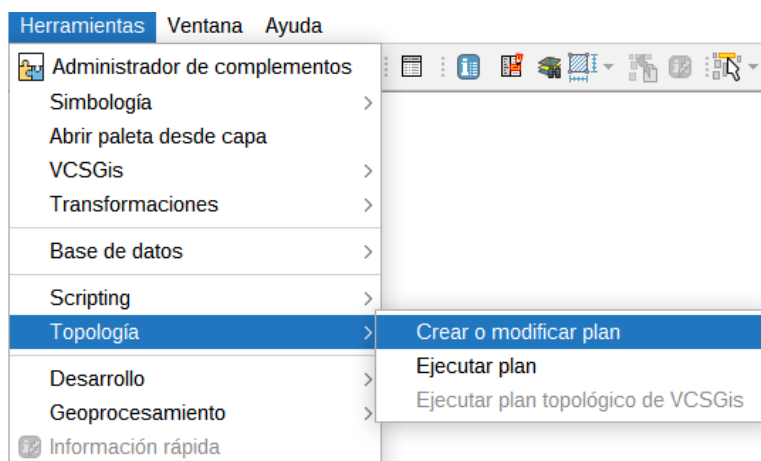 Herramientas Ventana Ayuda
Administrador de complementos
Simbología
Abrir paleta desde capa
VCSGis
Transformaciones
Base de datos
Scripting
Topología
Crear o modificar plan
Ejecutar plan
Ejecutar plan topológico de VCSGis
Desarrollo
Geoprocesamiento
Información rápida